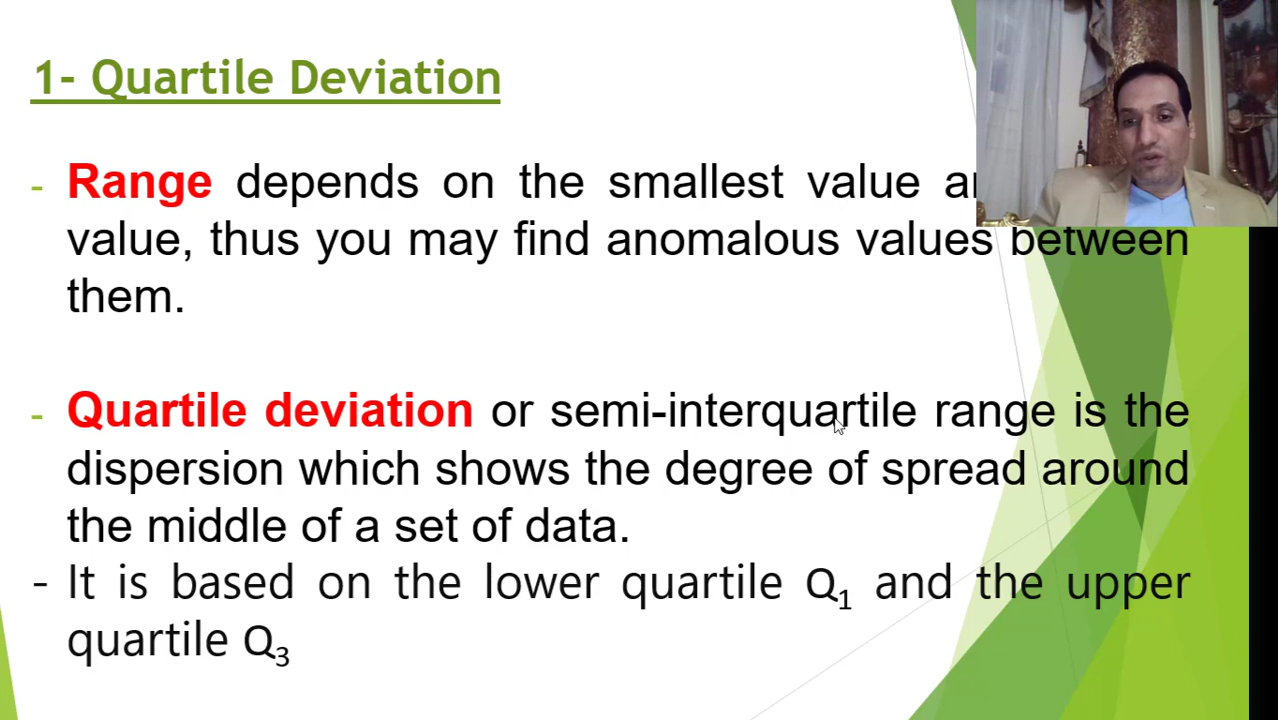 1- Quartile Deviation
- Range depends on the smallest value
value, thus you may find anomalous values between
them.
- Quartile deviation or semi-interquartile range is the
dispersion which shows the degree of spread around
the middle of a set of data.
- It is based on the lower quartile Q₁ and the upper
quartile Q₃